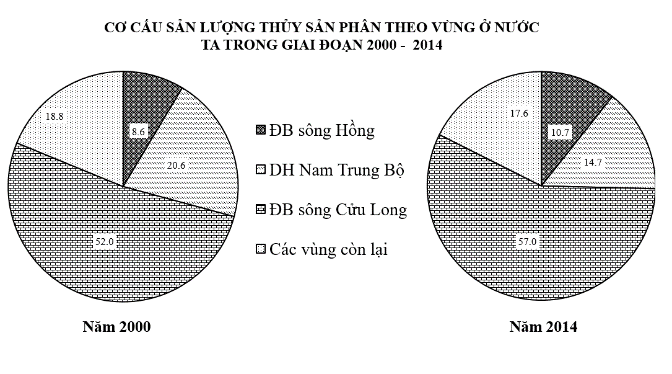 CƠ CẤU SẢN LƯỢNG THỦY SẢN PHÂN THEO VÙNG Ở NƯỚC
TA TRONG GIAI ĐOẠN 2000 - 2014
18.8
8.6
20.6
52.0
Năm 2000
ĐB sông Hồng
DH Nam Trung Bộ
ĐB sông Cửu Long
Các vùng còn lại
17.6
10.7
14.7
57.0
Năm 2014